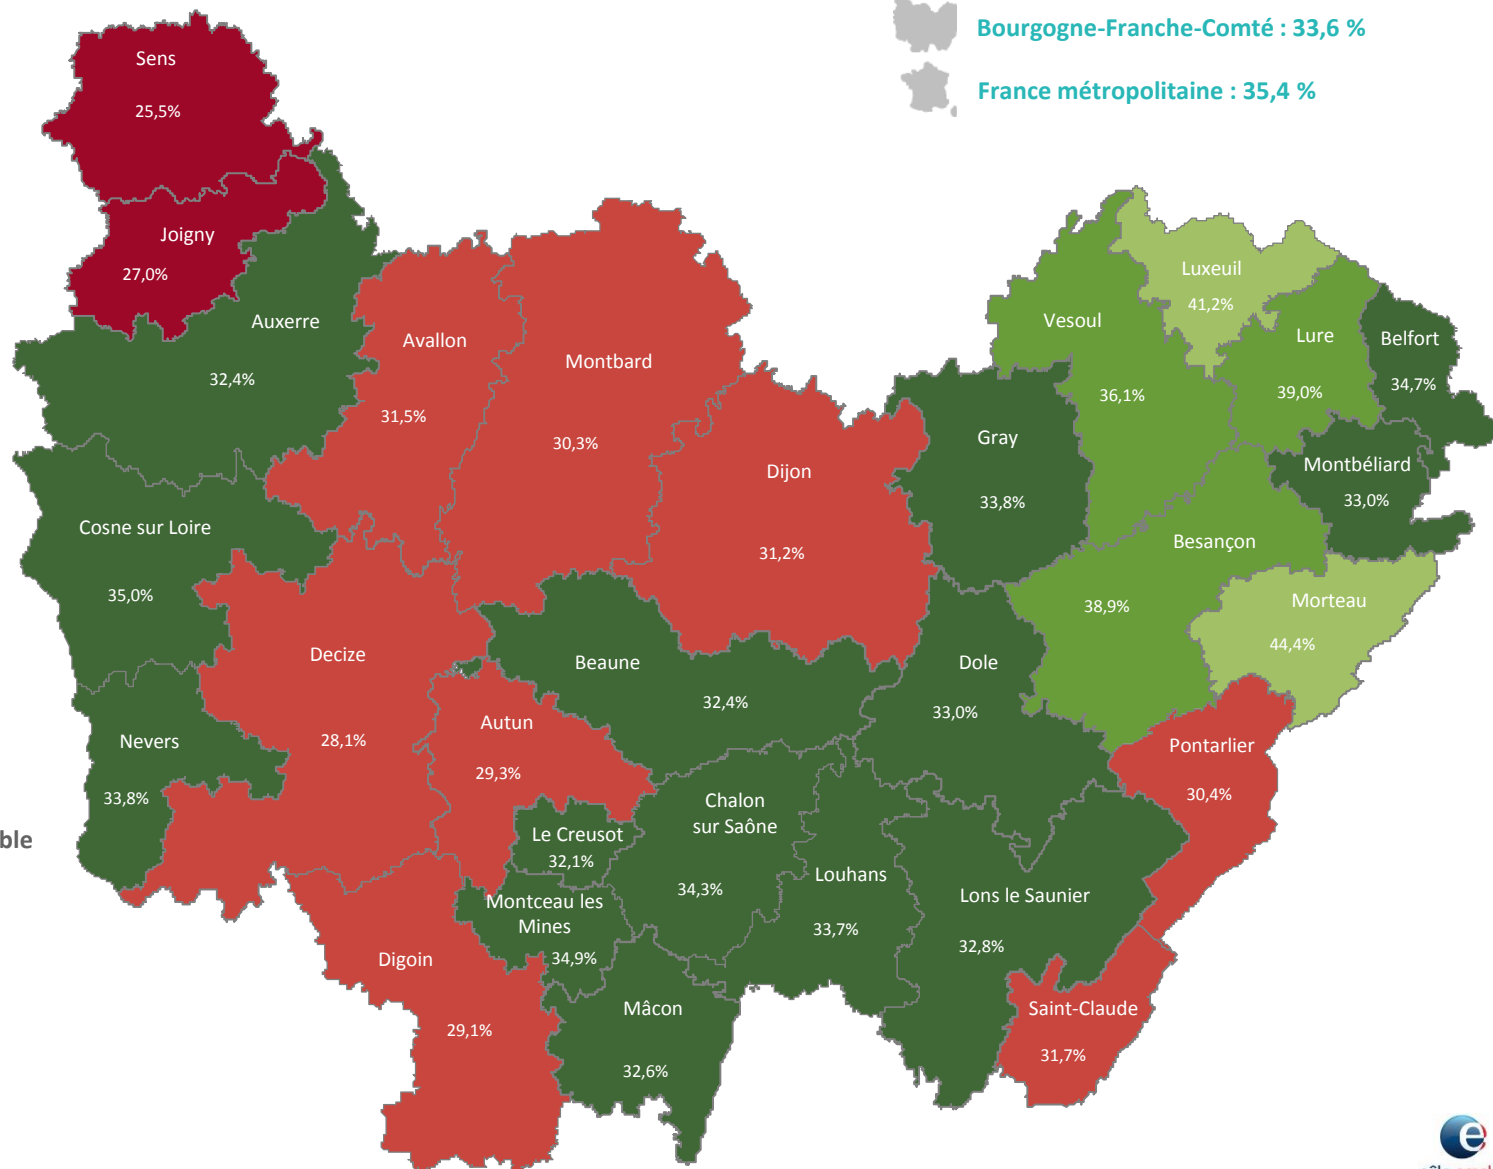 Bourgogne-Franche-Comté : 33,6 %
France métropolitaine : 35,4 %
Sens
25,5%
Joigny
27,0%
Auxerre
32,4%
Avallon
31,5%
Montbard
30,3%
Dijon
31,2%
Vesoul
36,1%
Luxeuil
41,2%
Lure
39,0%
Belfort
34,7%
Montbéliard
33,0%
Gray
33,8%
Besançon
38,9%
Morteau
44,4%
Cosne sur Loire
35,0%
Decize
28,1%
Nevers
33,8%
Beaune
32,4%
Autun
29,3%
Dole
33,0%
Pontarlier
30,4%
Le Creusot
32,1%
Chalon
sur Saône
34,3%
Louhans
33,7%
Lons le Saunier
32,8%
Montceau les
Mines
34,9%
Digoin
29,1%
Mâcon
32,6%
Saint-Claude
31,7%
ble
e